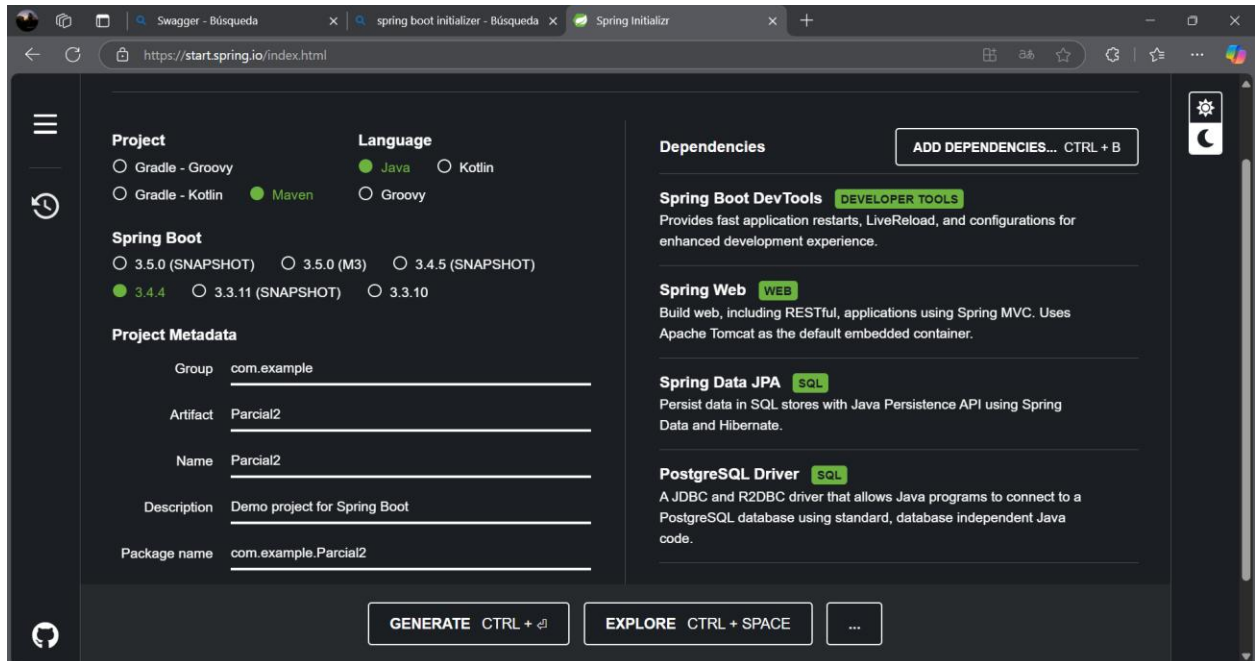 Swagger - Búsqueda
spring boot initializer - Búsqueda
Spring Initializr
https://start.spring.io/index.html
Project
Gradle - Groovy
Gradle - Kotlin Maven
Language
Java Kotlin
Groovy
Spring Boot
3.5.0 (SNAPSHOT) 3.5.0 (M3) 3.4.5 (SNAPSHOT)
3.4.4 3.3.11 (SNAPSHOT) 3.3.10
Project Metadata
Group com.example
Artifact Parcial2
Name Parcial2
Description Demo project for Spring Boot
Package name com.example.Parcial2
Dependencies
ADD DEPENDENCIES... CTRL + B
Spring Boot DevTools DEVELOPER TOOLS
Provides fast application restarts, LiveReload, and configurations for
enhanced development experience.
Spring Web WEB
Build web, including RESTful, applications using Spring MVC. Uses
Apache Tomcat as the default embedded container.
Spring Data JPA SQL
Persist data in SQL stores with Java Persistence API using Spring
Data and Hibernate.
PostgreSQL Driver SQL
A JDBC and R2DBC driver that allows Java programs to connect to a
PostgreSQL database using standard, database independent Java
code.
GENERATE CTRL + ⏎
EXPLORE CTRL + SPACE
...